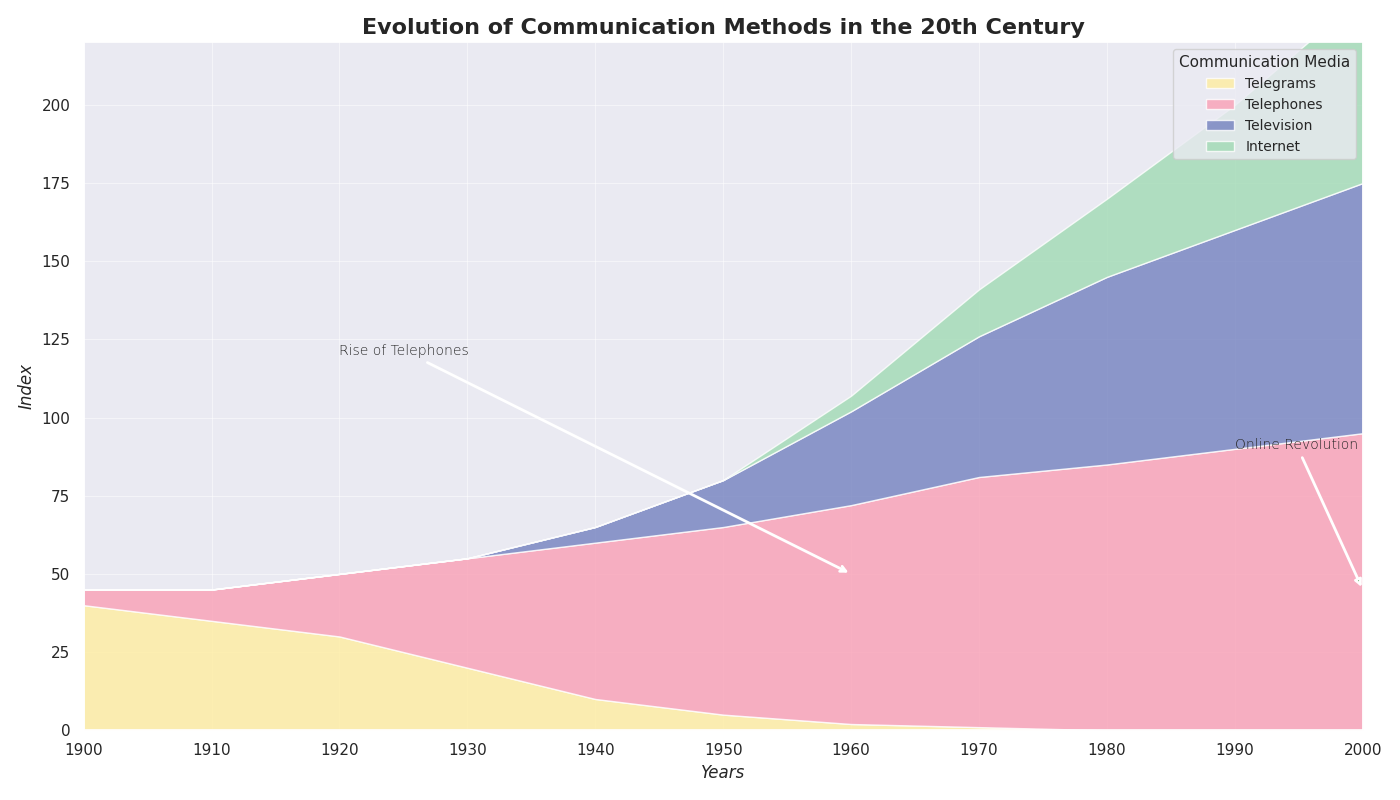 Evolution of Communication Methods in the 20th Century
Communication Media
Telegrams
Telephones
Television
Internet
200
175
150
125
100
75
50
25
0
Index
Rise of Telephones
Online Revolution
1900 1910 1920 1930 1940 1950 1960 1970 1980 1990 2000
Years